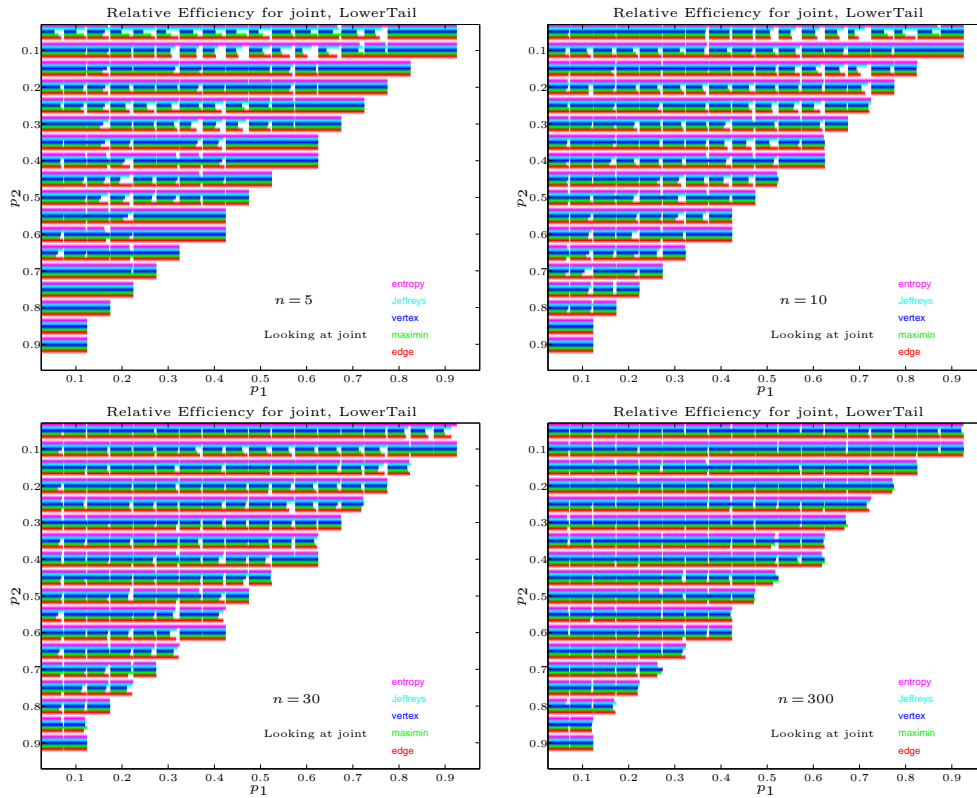 Relative Efficiency for joint, LowerTail
0.1
0.2
0.3
0.4
0.5
0.6
0.7
0.8
0.9
p2
n = 5
Looking at joint
entropy
Jeffreys
vertex
maximin
edge
0.1 0.2 0.3 0.4 0.5 0.6 0.7 0.8 0.9
p1
Relative Efficiency for joint, LowerTail
0.1
0.2
0.3
0.4
0.5
0.6
0.7
0.8
0.9
p2
n = 10
Looking at joint
entropy
Jeffreys
vertex
maximin
edge
0.1 0.2 0.3 0.4 0.5 0.6 0.7 0.8 0.9
p1
Relative Efficiency for joint, LowerTail
0.1
0.2
0.3
0.4
0.5
0.6
0.7
0.8
0.9
p2
n = 30
Looking at joint
entropy
Jeffreys
vertex
maximin
edge
0.1 0.2 0.3 0.4 0.5 0.6 0.7 0.8 0.9
p1
Relative Efficiency for joint, LowerTail
0.1
0.2
0.3
0.4
0.5
0.6
0.7
0.8
0.9
p2
n = 300
Looking at joint
entropy
Jeffreys
vertex
maximin
edge
0.1 0.2 0.3 0.4 0.5 0.6 0.7 0.8 0.9
p1